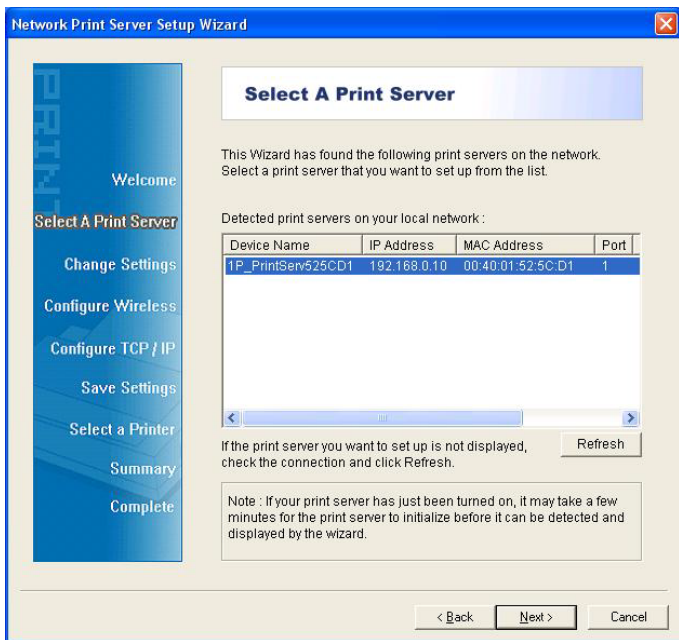 Network Print Server Setup Wizard
PRINT
Welcome
Select A Print Server
Change Settings
Configure Wireless
Configure TCP / IP
Save Settings
Select a Printer
Summary
Complete
Select A Print Server
This Wizard has found the following print servers on the network.
Select a print server that you want to set up from the list.
Detected print servers on your local network :
Device Name IP Address MAC Address Port
1P_PrintServ525CD1 192.168.0.10 00:40:01:52:5C:D1 1
If the print server you want to set up is not displayed,
check the connection and click Refresh.
Refresh
Note : If your print server has just been turned on, it may take a few
minutes for the print server to initialize before it can be detected and
displayed by the wizard.
< Back Next > Cancel